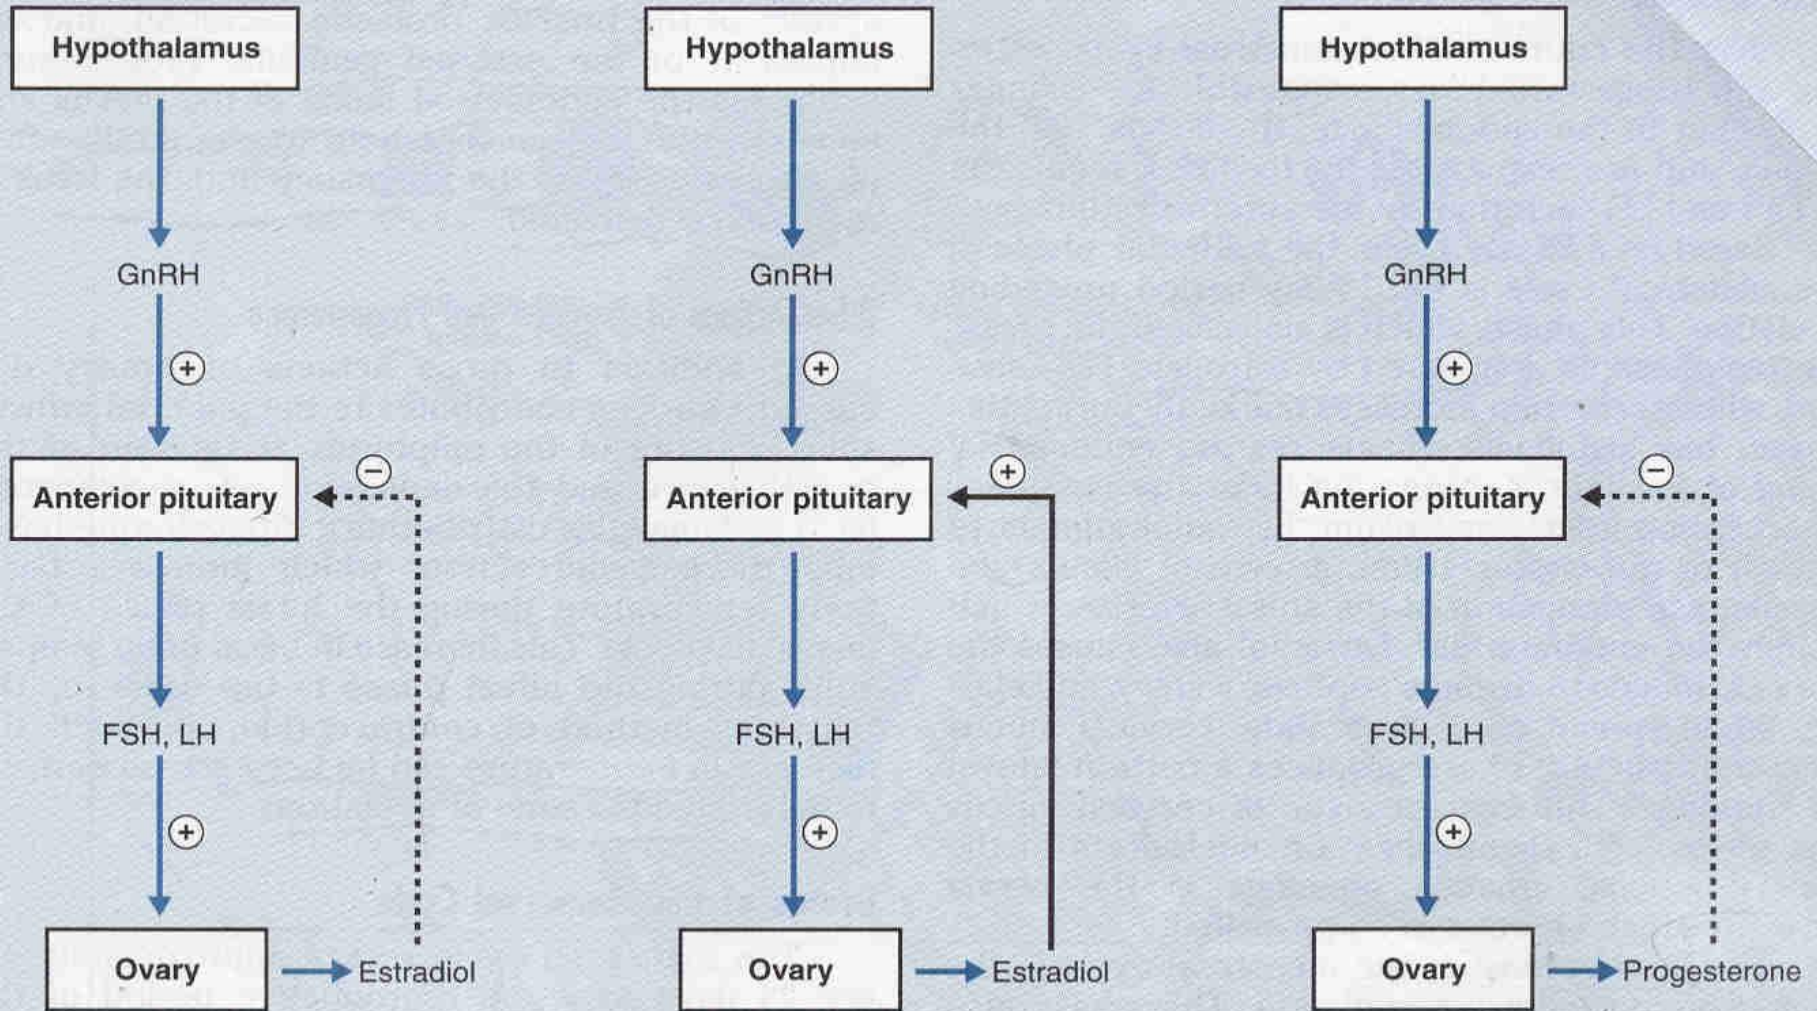 Hypothalamus
GnRH
+
Anterior pituitary
−
FSH, LH
+
Ovary
Estradiol
Hypothalamus
GnRH
+
Anterior pituitary
+
FSH, LH
+
Ovary
Estradiol
Hypothalamus
GnRH
+
Anterior pituitary
−
FSH, LH
+
Ovary
Progesterone